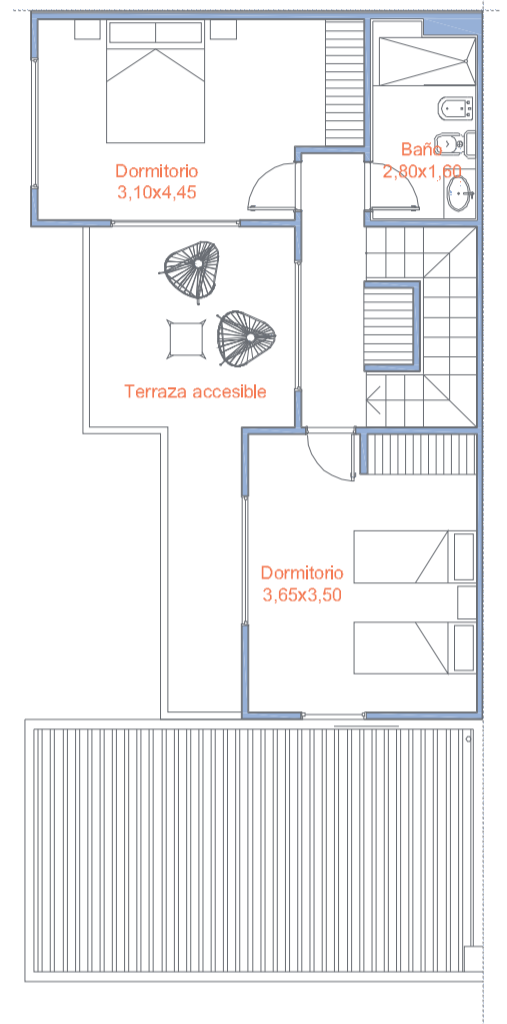 Baño
2,80x1,60
Dormitorio
3,10x4,45
Terraza accesible
Dormitorio
3,65x3,50